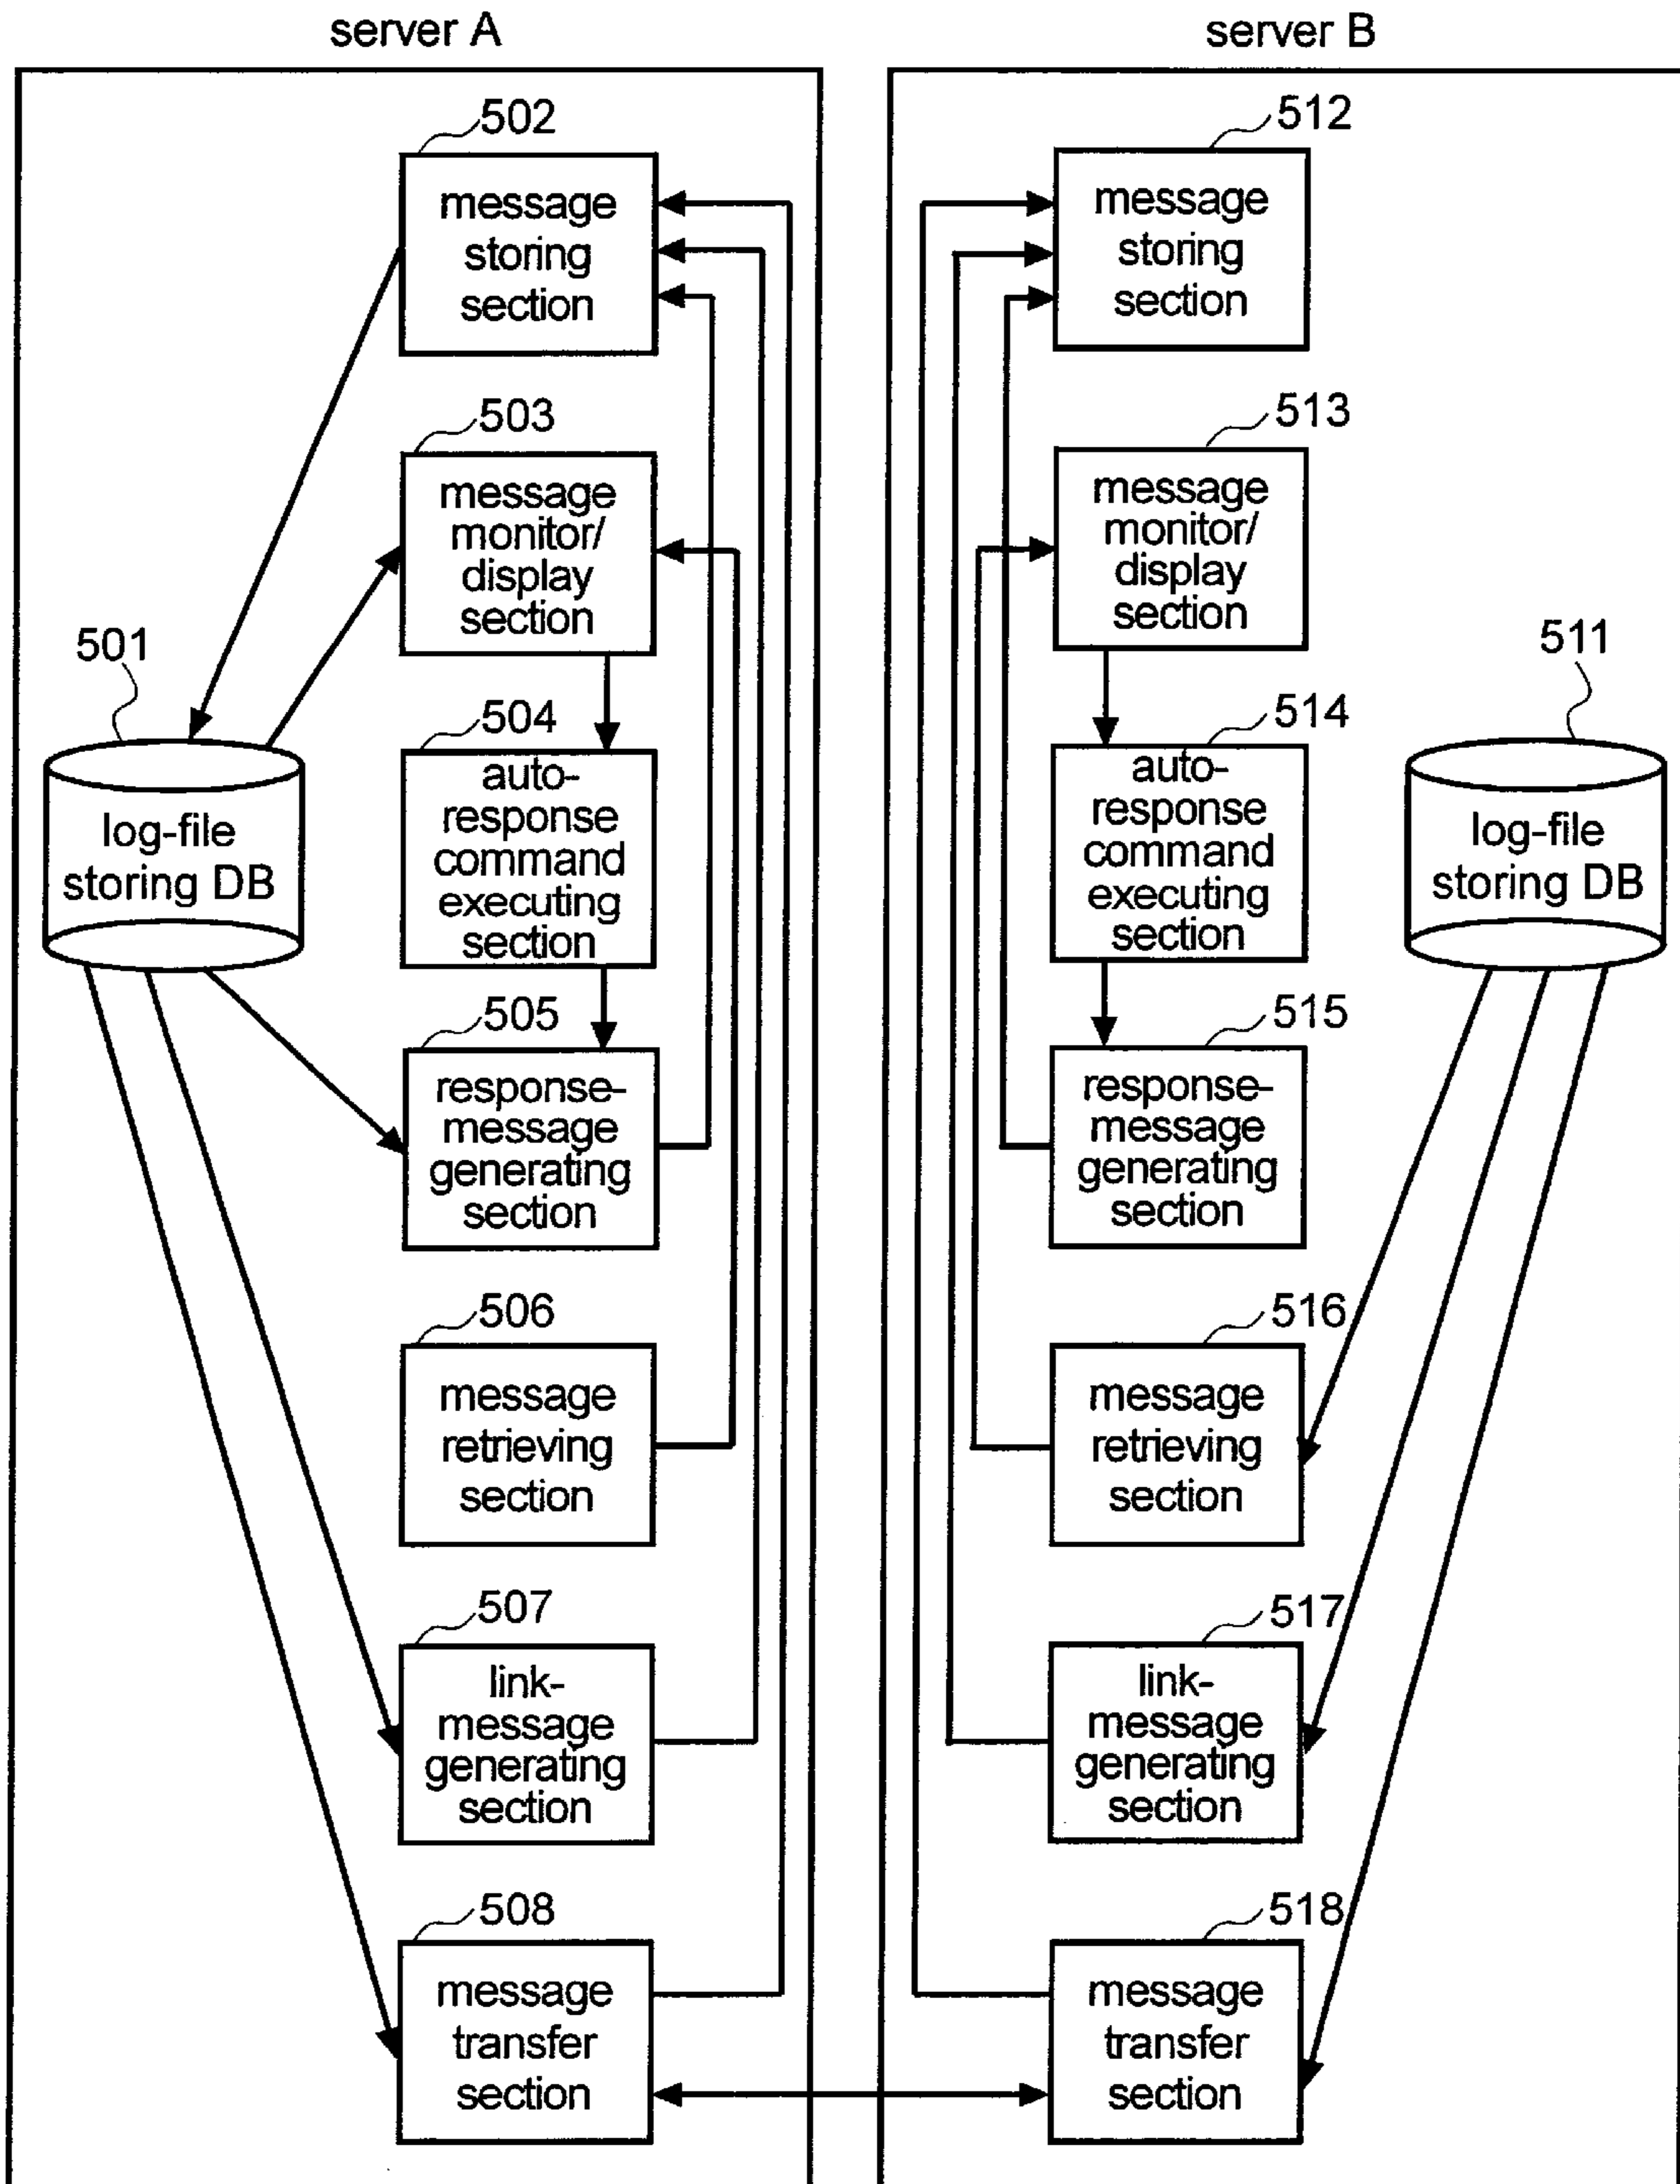 server A
502
message
storing
section
503
message
monitor/
display
section
501
log-file
storing DB
504
auto-
response
command
executing
section
505
response-
message
generating
section
506
message
retrieving
section
507
link-
message
generating
section
508
message
transfer
section
server B
512
message
storing
section
513
message
monitor/
display
section
511
log-file
storing DB
514
auto-
response
command
executing
section
515
response-
message
generating
section
516
message
retrieving
section
517
link-
message
generating
section
518
message
transfer
section